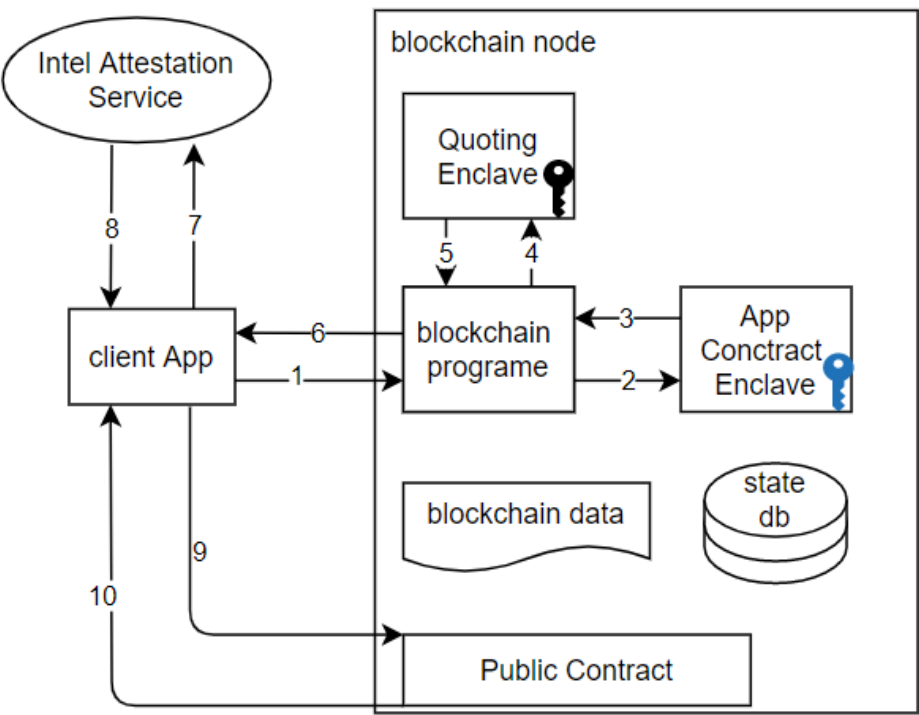 Intel Attestation
Service
blockchain node
Quoting
Enclave
8
7
5
4
client App
6
1
blockchain
programe
3
2
App
Conctract
Enclave
blockchain data
state
db
9
10
Public Contract